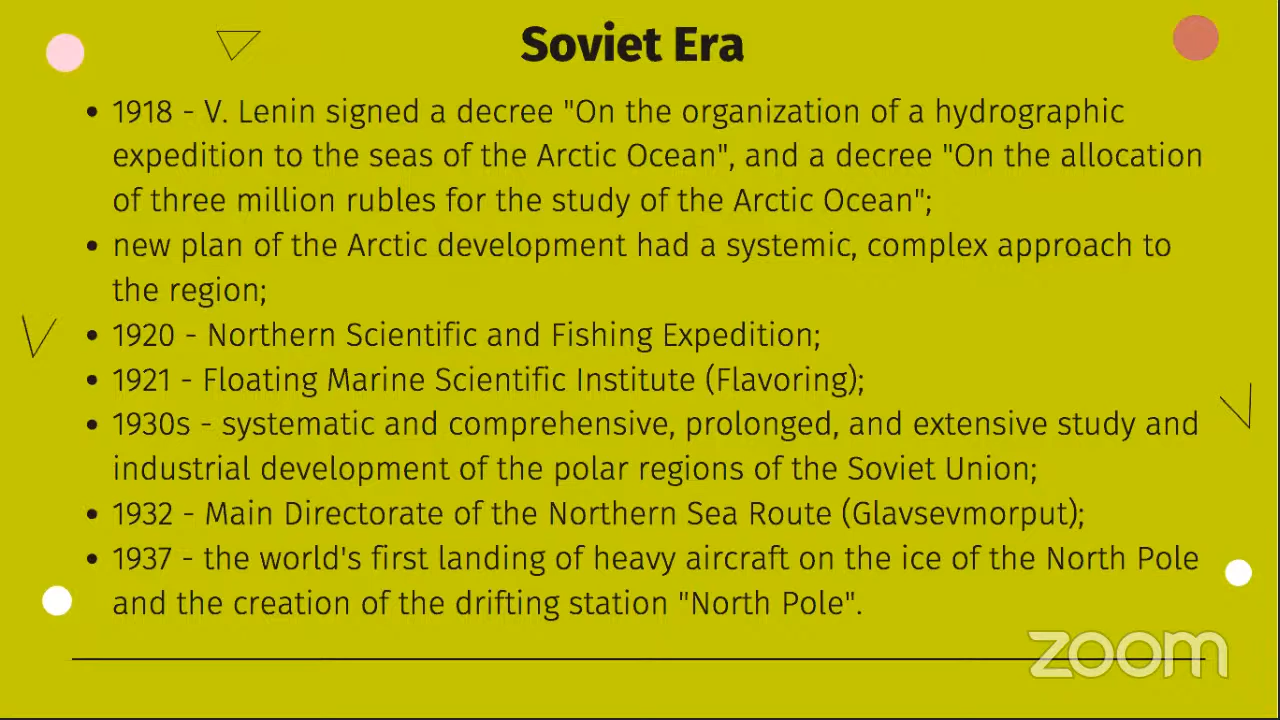 Soviet Era
• 1918 - V. Lenin signed a decree "On the organization of a hydrographic
expedition to the seas of the Arctic Ocean", and a decree "On the allocation
of three million rubles for the study of the Arctic Ocean";
• new plan of the Arctic development had a systemic, complex approach to
the region;
• 1920 - Northern Scientific and Fishing Expedition;
• 1921 - Floating Marine Scientific Institute (Flavoring);
• 1930s - systematic and comprehensive, prolonged, and extensive study and
industrial development of the polar regions of the Soviet Union;
• 1932 - Main Directorate of the Northern Sea Route (Glavsevmorput);
• 1937 - the world's first landing of heavy aircraft on the ice of the North Pole
and the creation of the drifting station "North Pole".
zoom